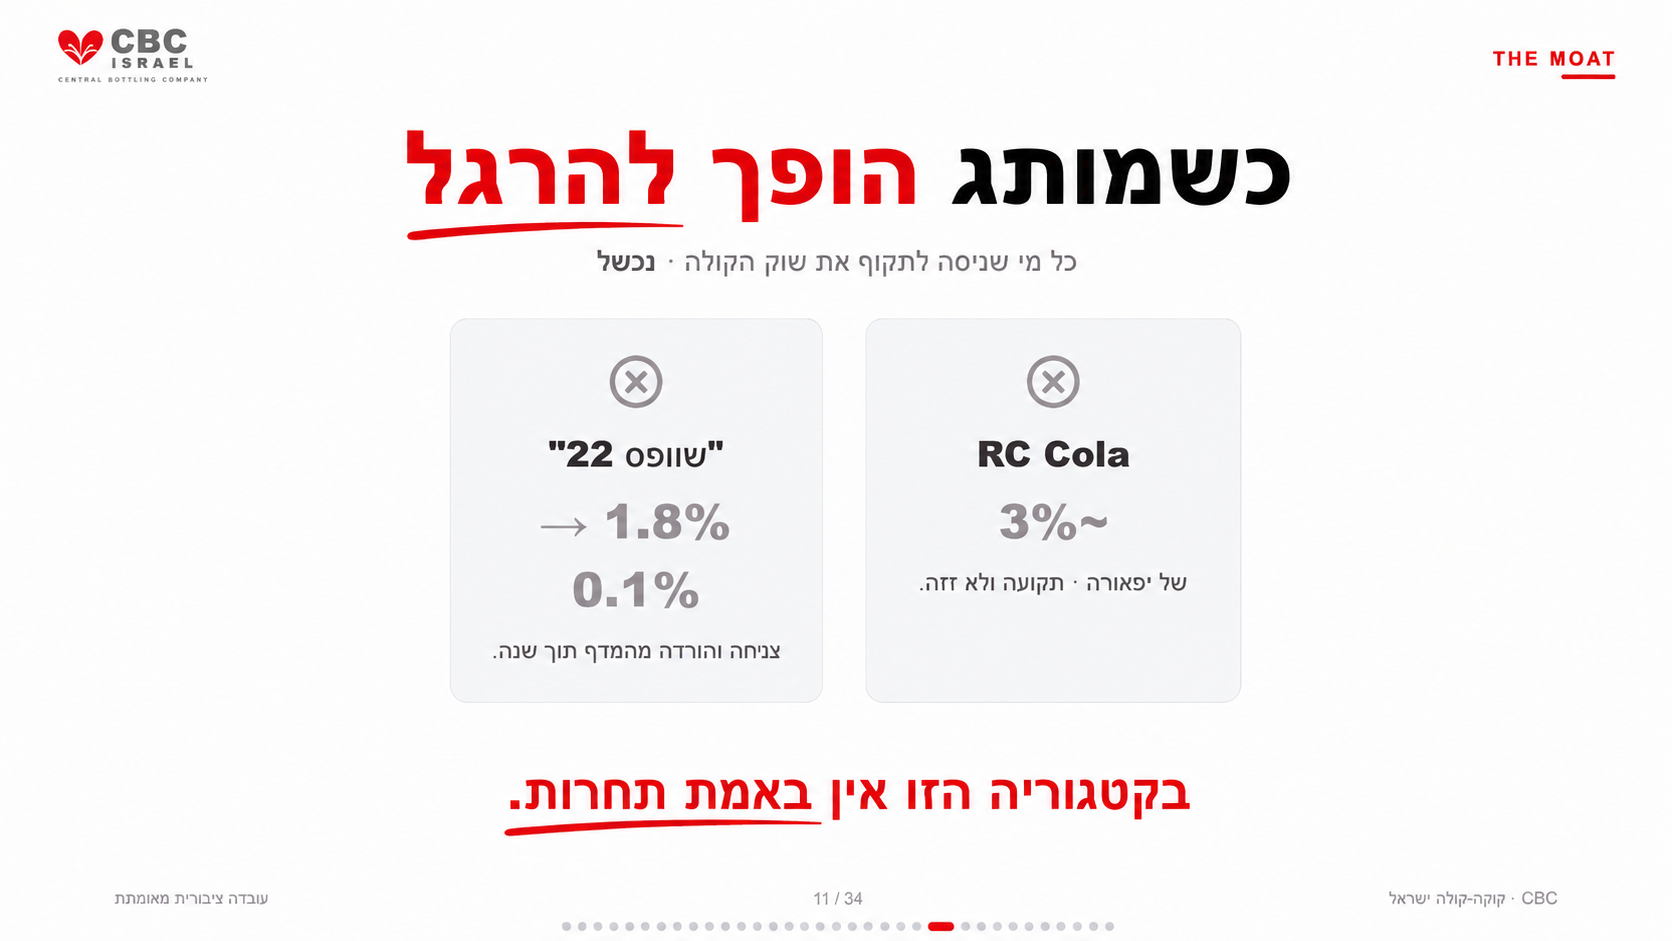 CBC
ISRAEL
CENTRAL BOTTLING COMPANY
THE MOAT
כשמותג הופך להרגל
כל מי שניסה לתקוף את שוק הקולה · נכשל
RC Cola
3%~
של יפאורה · תקועה ולא זזה.
"שוופס 22"
1.8% →
0.1%
צניחה והורדה מהמדף תוך שנה.
בקטגוריה הזו אין באמת תחרות.
CBC · קוקה-קולה ישראל
11 / 34
עובדה ציבורית מאומתת